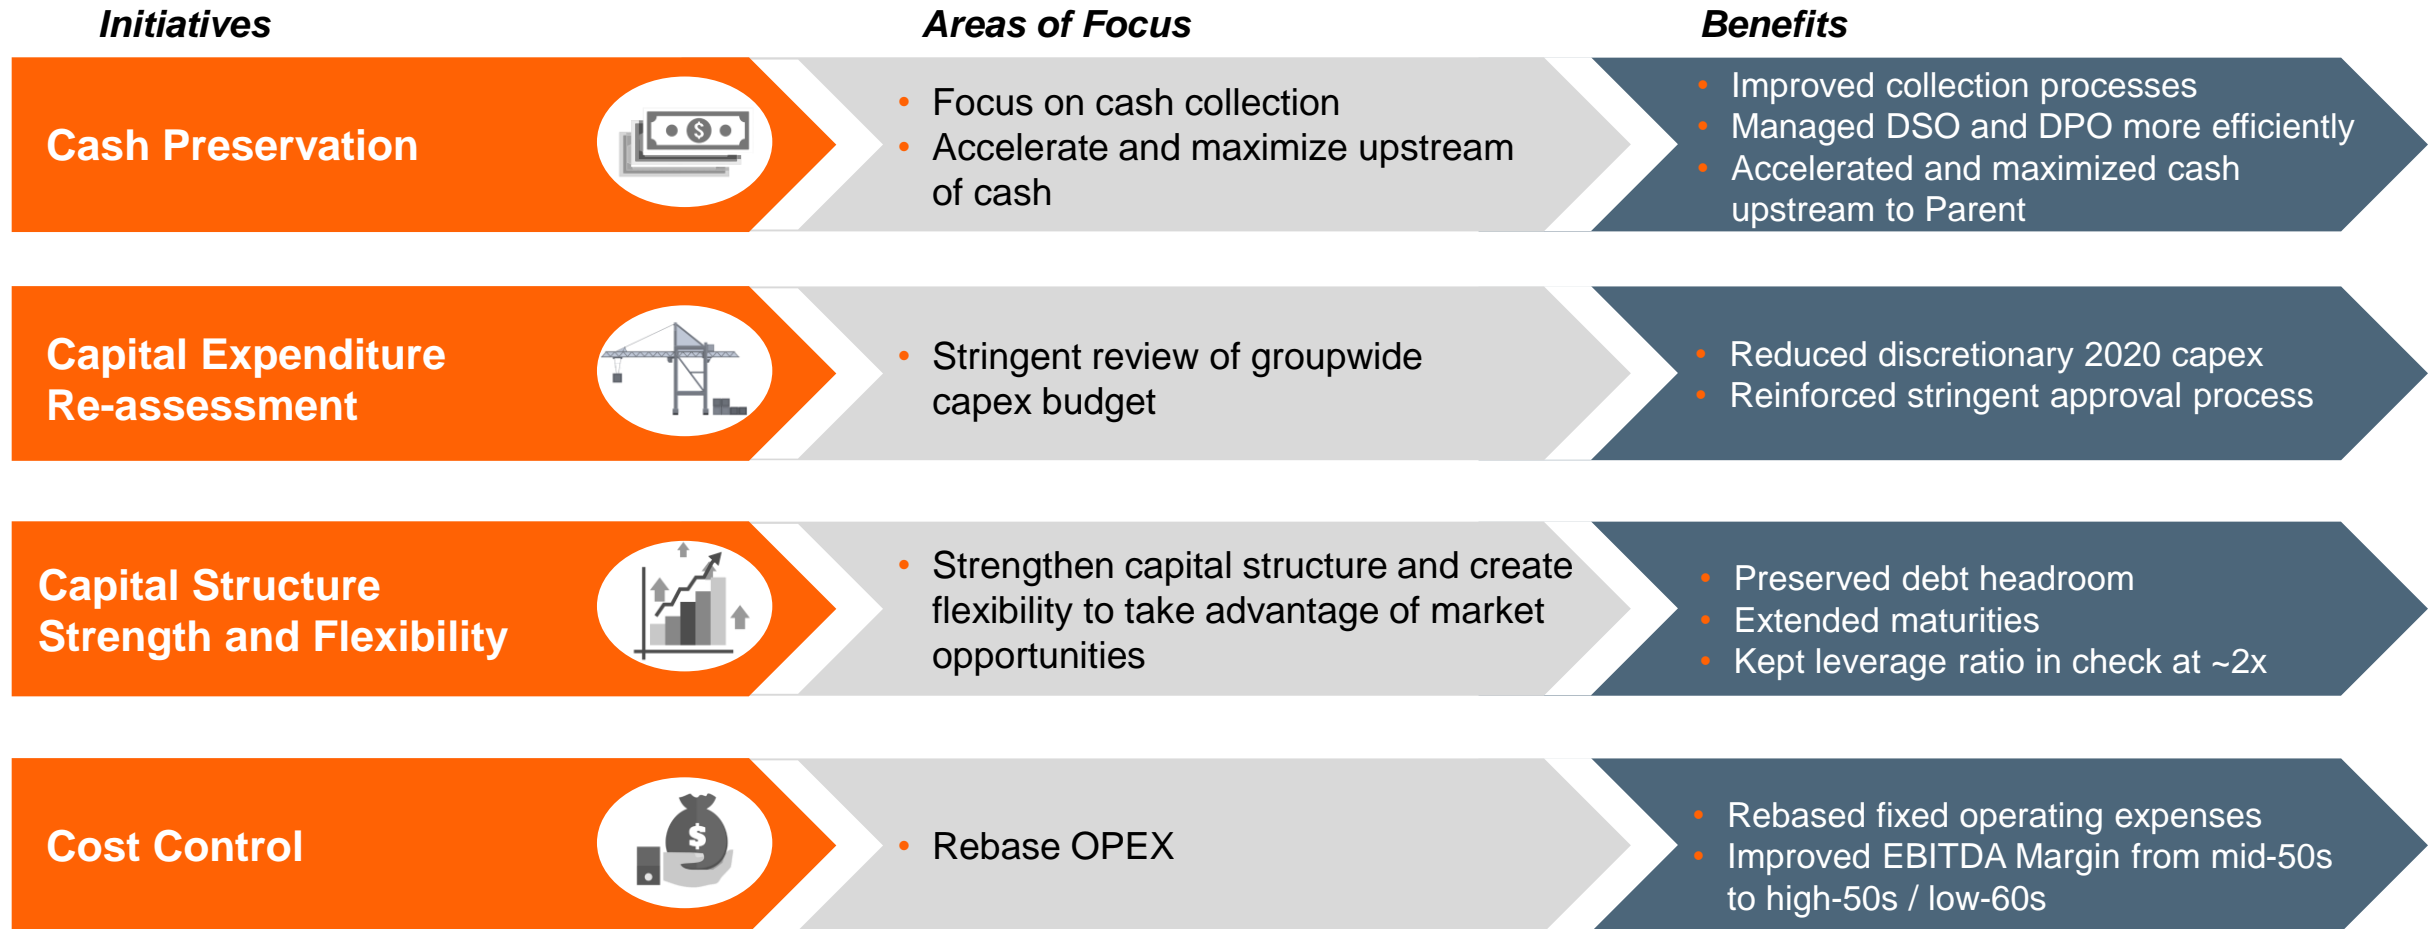 Initiatives
Areas of Focus
Benefits
Cash Preservation
$
• Focus on cash collection
• Accelerate and maximize upstream
of cash
• Improved collection processes
• Managed DSO and DPO more efficiently
• Accelerated and maximized cash
upstream to Parent
Capital Expenditure
Re-assessment
• Stringent review of groupwide
capex budget
• Reduced discretionary 2020 capex
• Reinforced stringent approval process
Capital Structure
Strength and Flexibility
• Strengthen capital structure and create
flexibility to take advantage of market
opportunities
• Preserved debt headroom
• Extended maturities
• Kept leverage ratio in check at ~2x
Cost Control
$
• Rebase OPEX
• Rebased fixed operating expenses
• Improved EBITDA Margin from mid-50s
to high-50s / low-60s